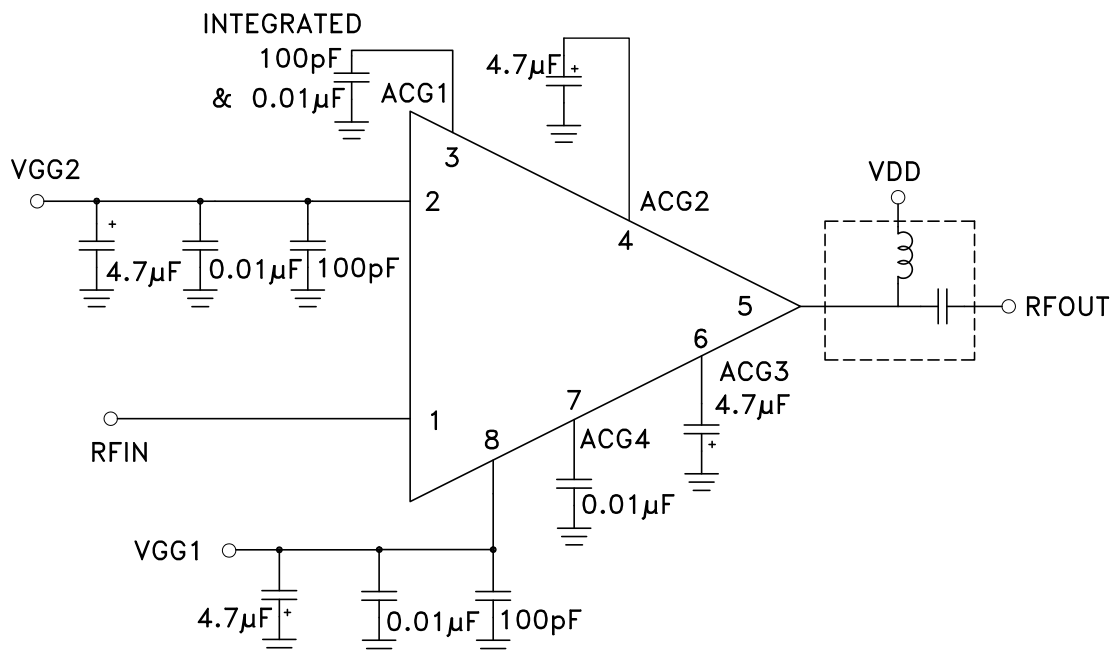 INTEGRATED
100pF
& 0.01µF
ACG1
3
4.7µF +
ACG2
4
VGG2
2
+
4.7µF
0.01µF
100pF
VDD
5
RFOUT
6
ACG3
4.7µF
+
7
ACG4
0.01µF
1
RFIN
8
VGG1
4.7µF +
0.01µF
100pF